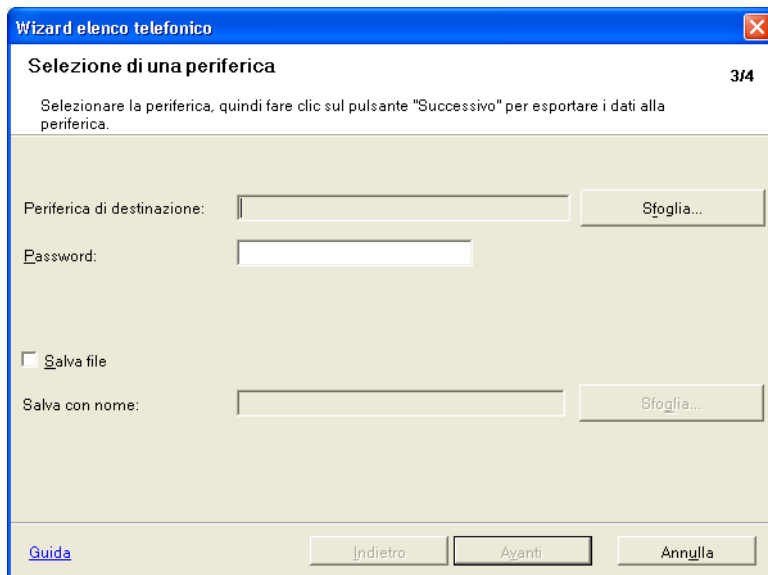 Wizard elenco telefonico
Selezione di una periferica
3/4
Selezionare la periferica, quindi fare clic sul pulsante "Successivo" per esportare i dati alla
periferica.
Periferica di destinazione:
Sfoglia...
Password:
Salva file
Salva con nome:
Sfoglia...
Guida
Indietro
Avanti
Annulla